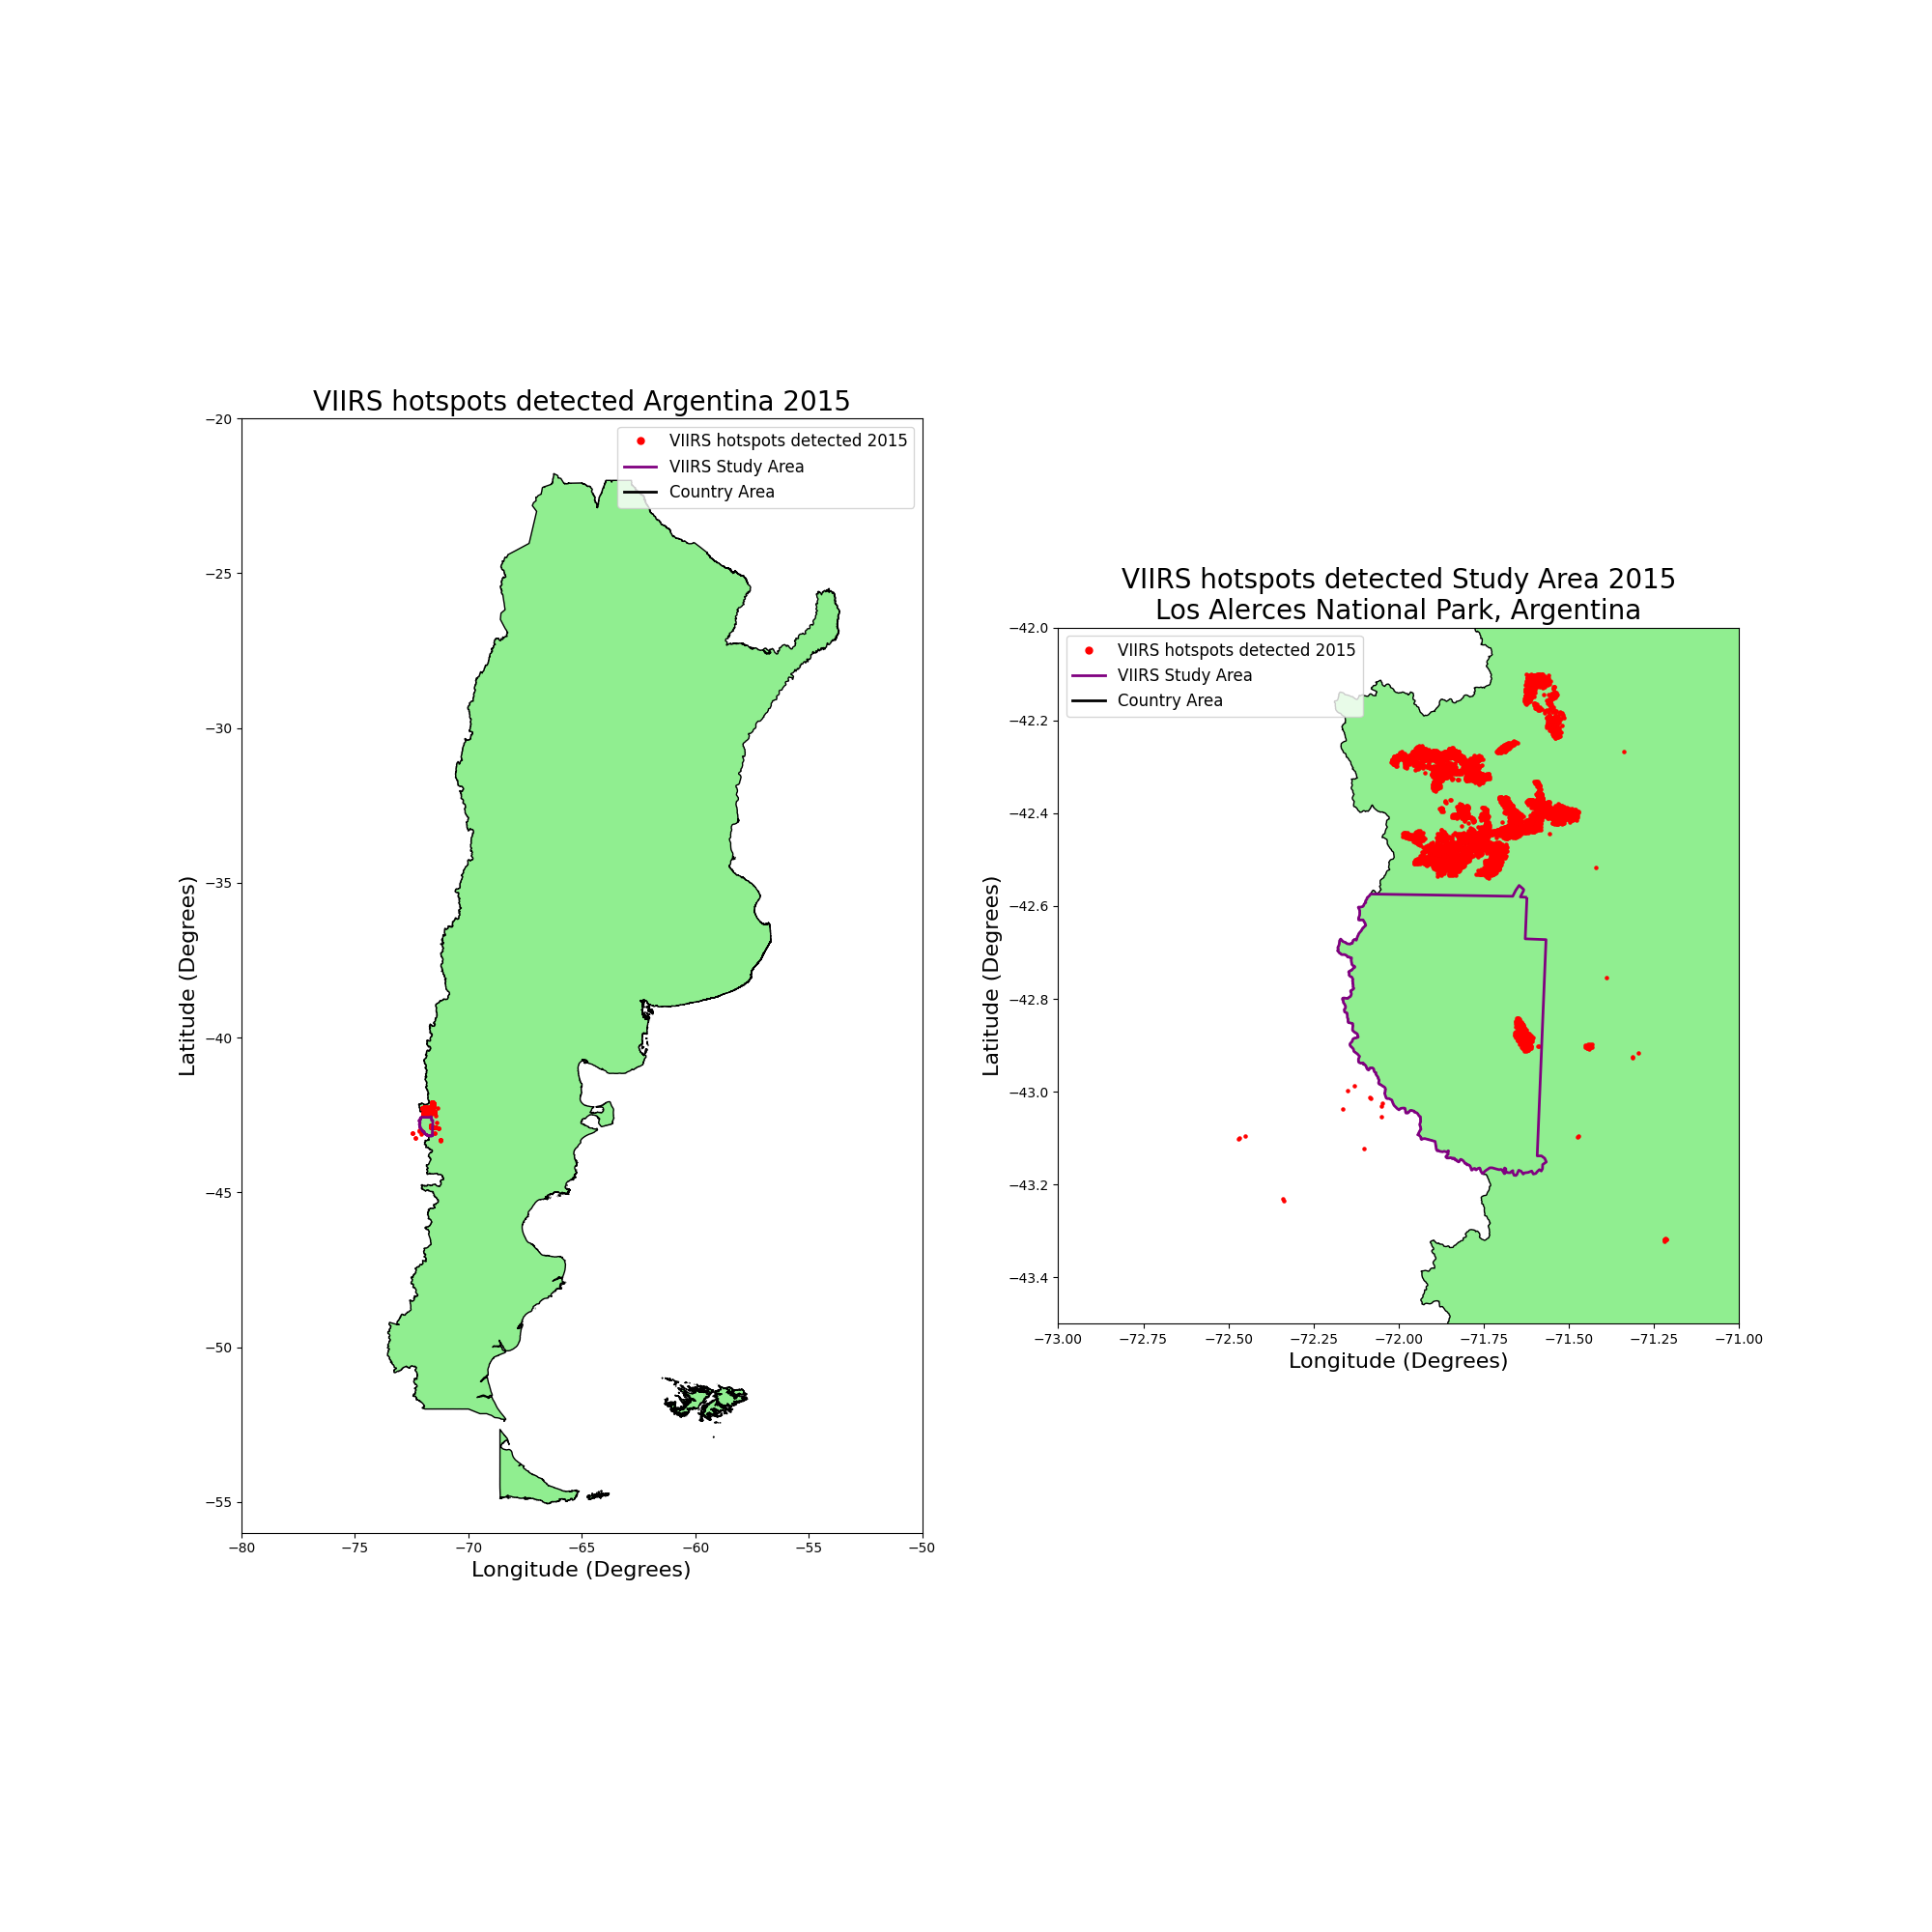 VIIRS hotspots detected Argentina 2015
VIIRS hotspots detected 2015
VIIRS Study Area
Country Area
−20
−25
−30
−35
−40
−45
−50
−55
Latitude (Degrees)
−80 −75 −70 −65 −60 −55 −50
Longitude (Degrees)
VIIRS hotspots detected Study Area 2015
Los Alerces National Park, Argentina
VIIRS hotspots detected 2015
VIIRS Study Area
Country Area
−42.0
−42.2
−42.4
−42.6
−42.8
−43.0
−43.2
−43.4
Latitude (Degrees)
−73.00 −72.75 −72.50 −72.25 −72.00 −71.75 −71.50 −71.25 −71.00
Longitude (Degrees)